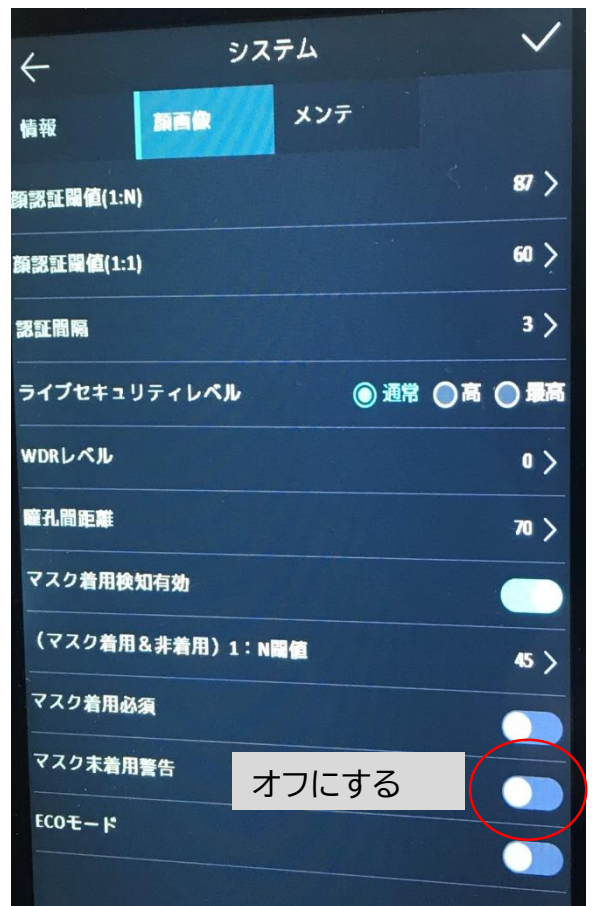 システム
情報 顔画像 メンテ
顔認証閾値(1:N) 87
顔認証閾値(1:1) 60
認証間隔 3
ライブセキュリティレベル 通常 高 最高
WDRレベル 0
瞳孔間距離 70
マスク着用検知有効
(マスク着用&非着用)1:N閾値 45
マスク着用必須
マスク未着用警告
オフにする
ECOモード